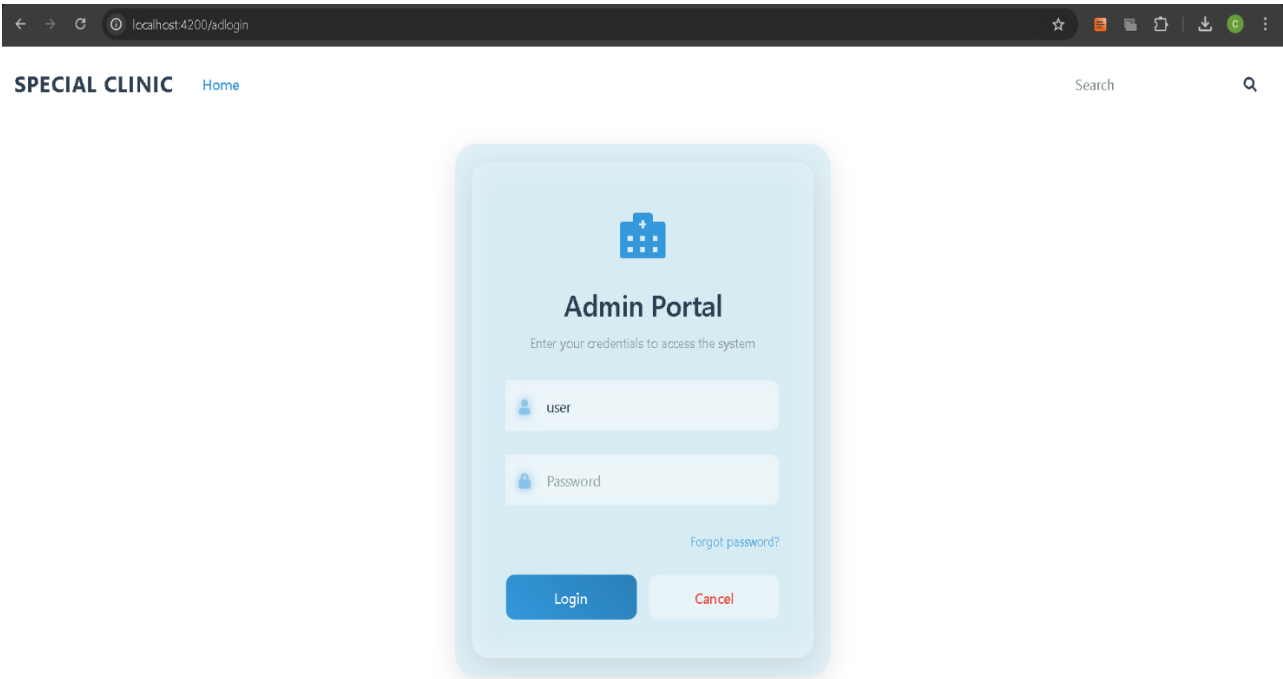 localhost:4200/adlogin
C
SPECIAL CLINIC Home Search
Admin Portal
Enter your credentials to access the system
user
Password
Forgot password?
Login Cancel